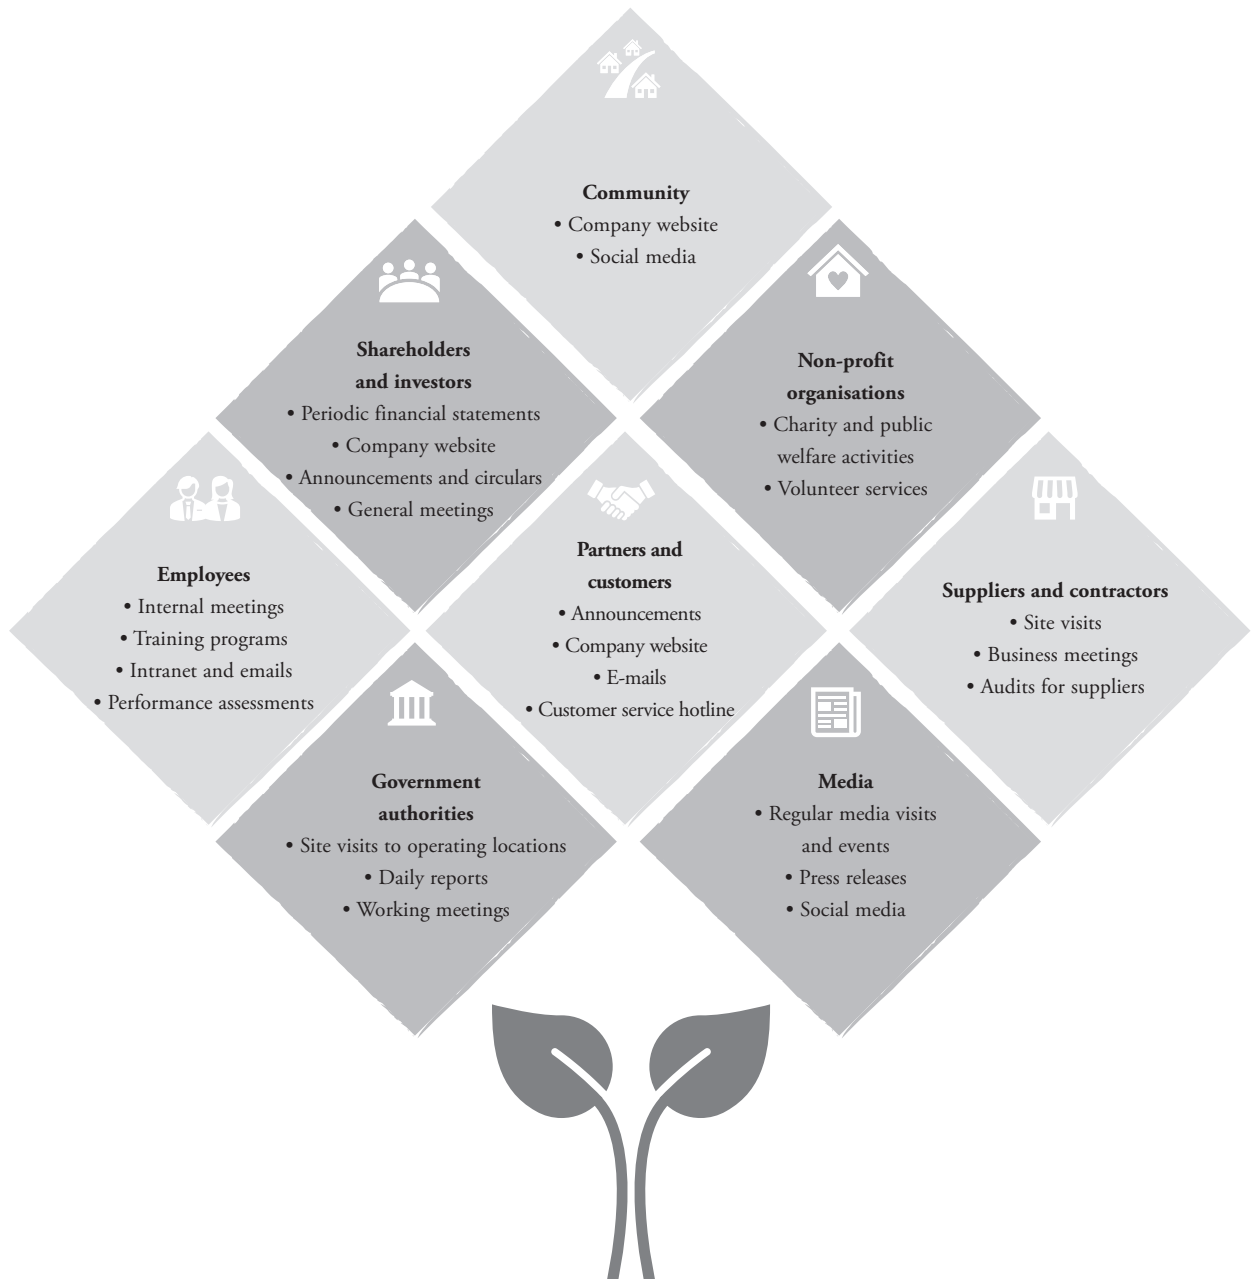 Community
• Company website
• Social media
Shareholders
and investors
• Periodic financial statements
• Company website
• Announcements and circulars
• General meetings
Non-profit
organisations
• Charity and public
welfare activities
• Volunteer services
Employees
• Internal meetings
• Training programs
• Intranet and emails
• Performance assessments
Partners and
customers
• Announcements
• Company website
• E-mails
• Customer service hotline
Suppliers and contractors
• Site visits
• Business meetings
• Audits for suppliers
Government
authorities
• Site visits to operating locations
• Daily reports
• Working meetings
Media
• Regular media visits
and events
• Press releases
• Social media